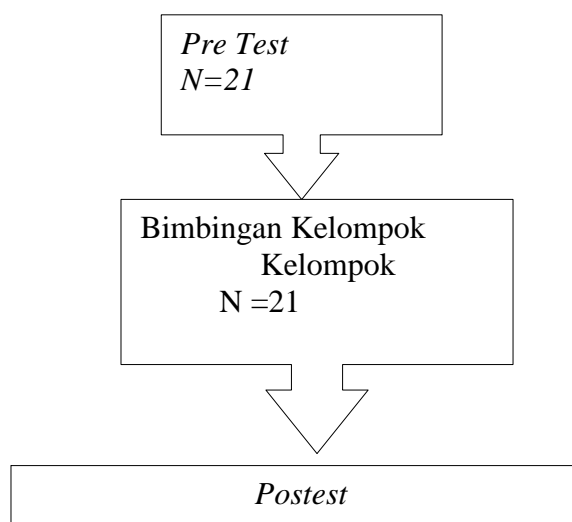 Pre Test
N=21
Bimbingan Kelompok
Kelompok
N =21
Postest